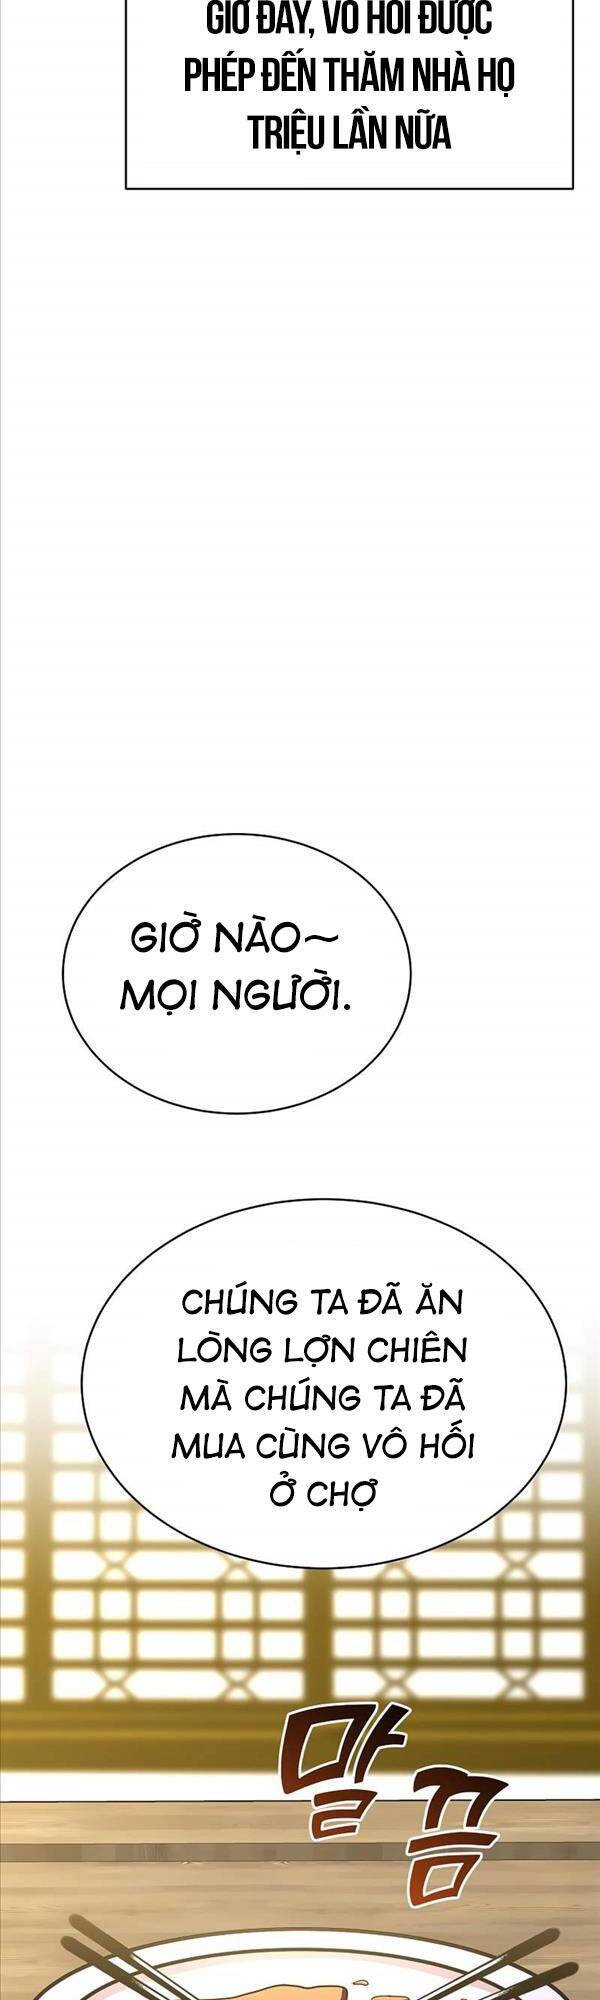 GIỜ ĐÂY, VÔ HỐI ĐƯỢC
PHÉP ĐẾN THĂM NHÀ HỌ
TRIỆU LẦN NỮA
GIỜ NÀO~
MỌI NGƯỜI.
CHÚNG TA ĐÃ ĂN
LÒNG LỢN CHIÊN
MÀ CHÚNG TA ĐÃ
MUA CÙNG VÔ HỐI
Ở CHỢ
말끔